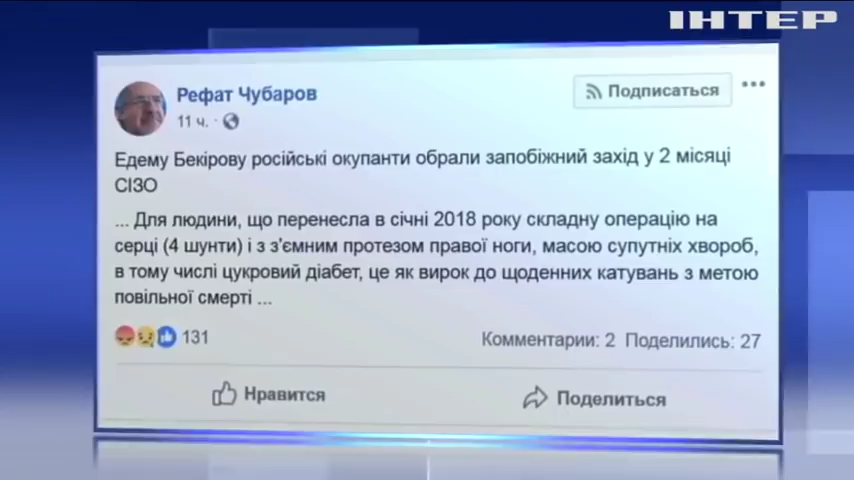 ІНТЕР
Рефат Чубаров
Подписаться
11 ч. ·
Едему Бекірову російські окупанти обрали запобіжний захід у 2 місяці
СІЗО
... Для людини, що перенесла в січні 2018 року складну операцію на
серці (4 шунти) і з з'ємним протезом правої ноги, масою супутніх хвороб,
в тому числі цукровий діабет, це як вирок до щоденних катувань з метою
повільної смерті ...
131
Комментарии: 2 Поделились: 27
Нравится
Поделиться